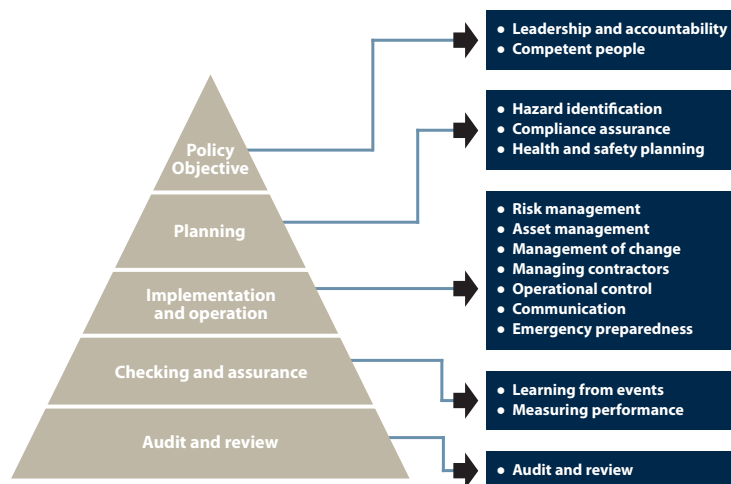 Policy
Objective
Planning
Implementation
and operation
Checking and assurance
Audit and review
● Leadership and accountability
● Competent people
● Hazard identification
● Compliance assurance
● Health and safety planning
● Risk management
● Asset management
● Management of change
● Managing contractors
● Operational control
● Communication
● Emergency preparedness
● Learning from events
● Measuring performance
● Audit and review